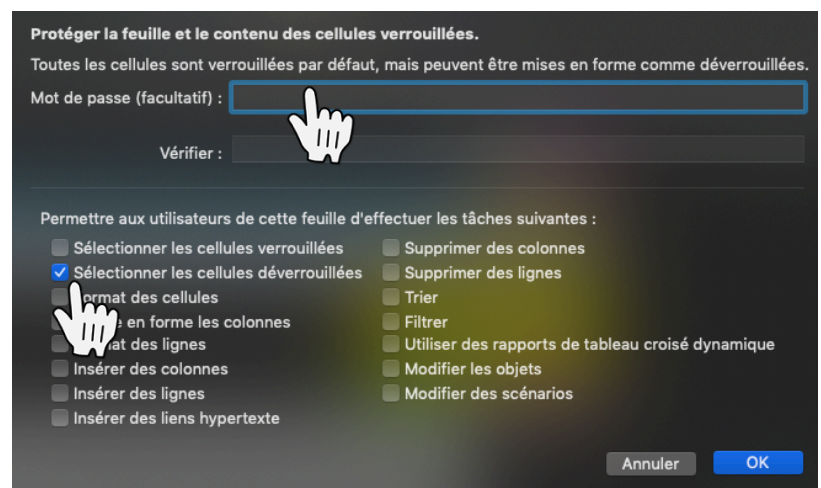 Protéger la feuille et le contenu des cellules verrouillées.
Toutes les cellules sont verrouillées par défaut, mais peuvent être mises en forme comme déverrouillées.
Mot de passe (facultatif) :
Vérifier :
Permettre aux utilisateurs de cette feuille d'effectuer les tâches suivantes :
Sélectionner les cellules verrouillées
Sélectionner les cellules déverrouillées
des cellules
en forme les colonnes
des lignes
Insérer des colonnes
Insérer des lignes
Insérer des liens hypertexte
Supprimer des colonnes
Supprimer des lignes
Trier
Filtrer
Utiliser des rapports de tableau croisé dynamique
Modifier les objets
Modifier des scénarios
Annuler
OK